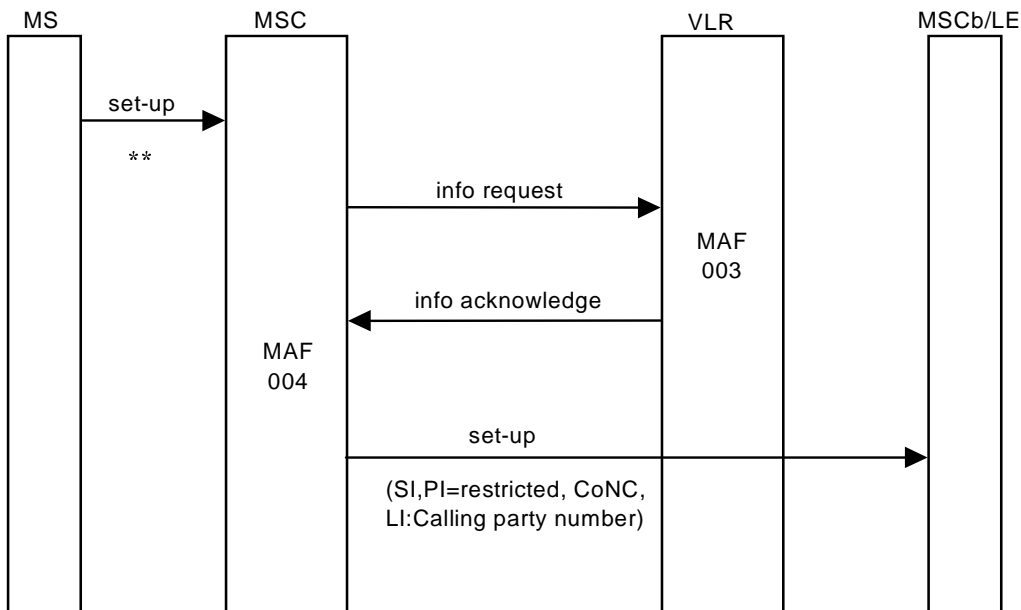 MS
MSC
VLR
MSCb/LE
set-up
**
info request
MAF
003
info acknowledge
MAF
004
set-up
(SI,PI=restricted, CoNC,
LI:Calling party number)